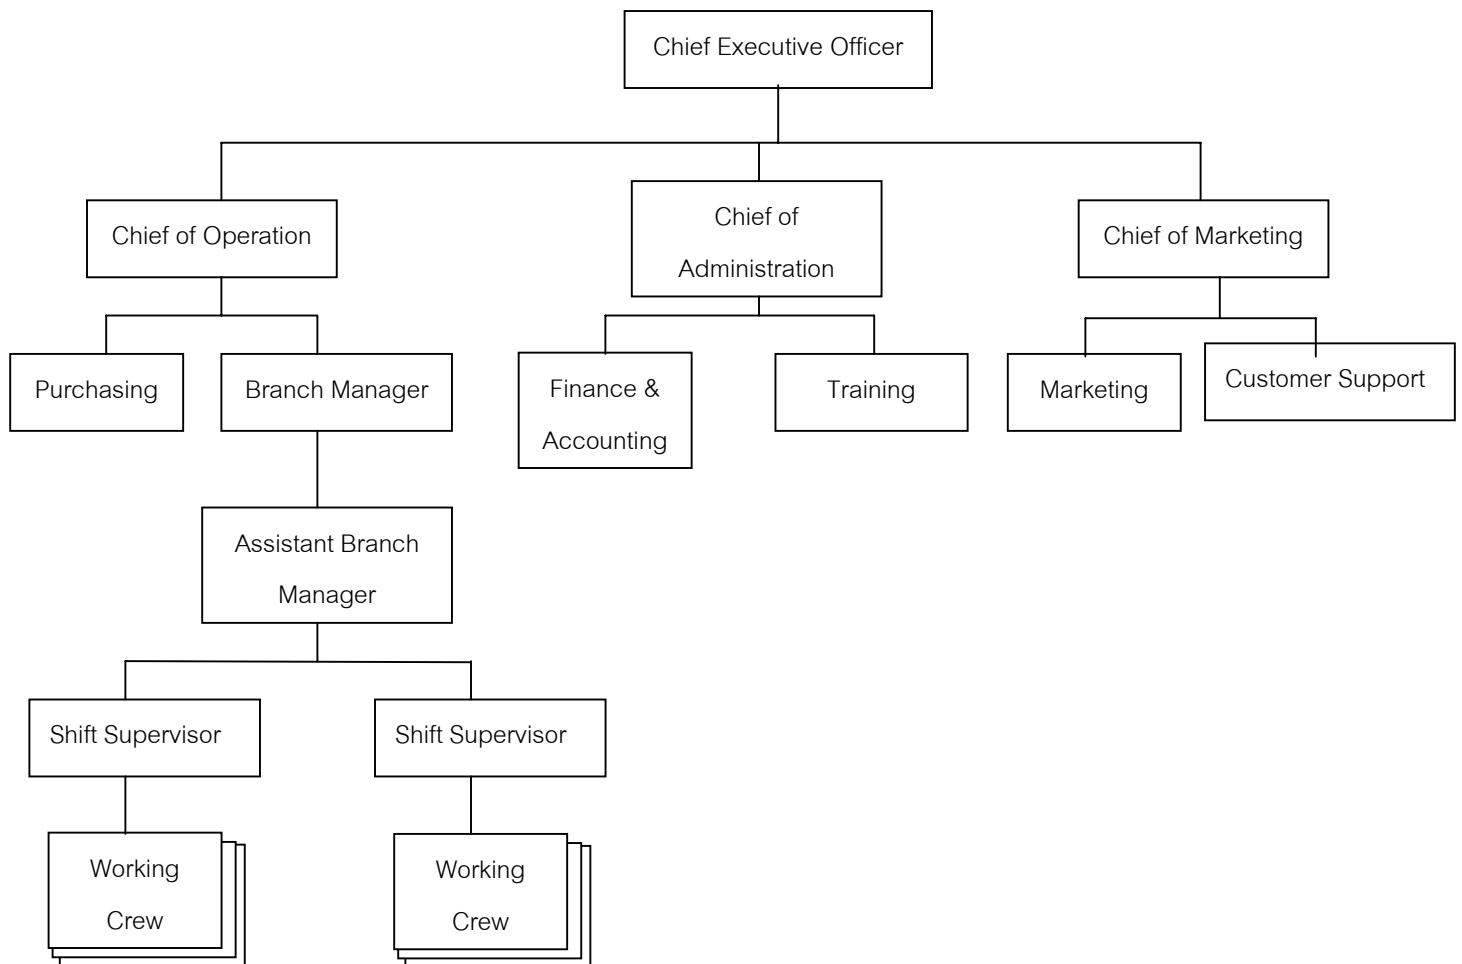 Chief Executive Officer
Chief of Operation
Chief of
Administration
Chief of Marketing
Purchasing
Branch Manager
Finance &
Accounting
Training
Marketing
Customer Support
Assistant Branch
Manager
Shift Supervisor
Shift Supervisor
Working
Crew
Working
Crew